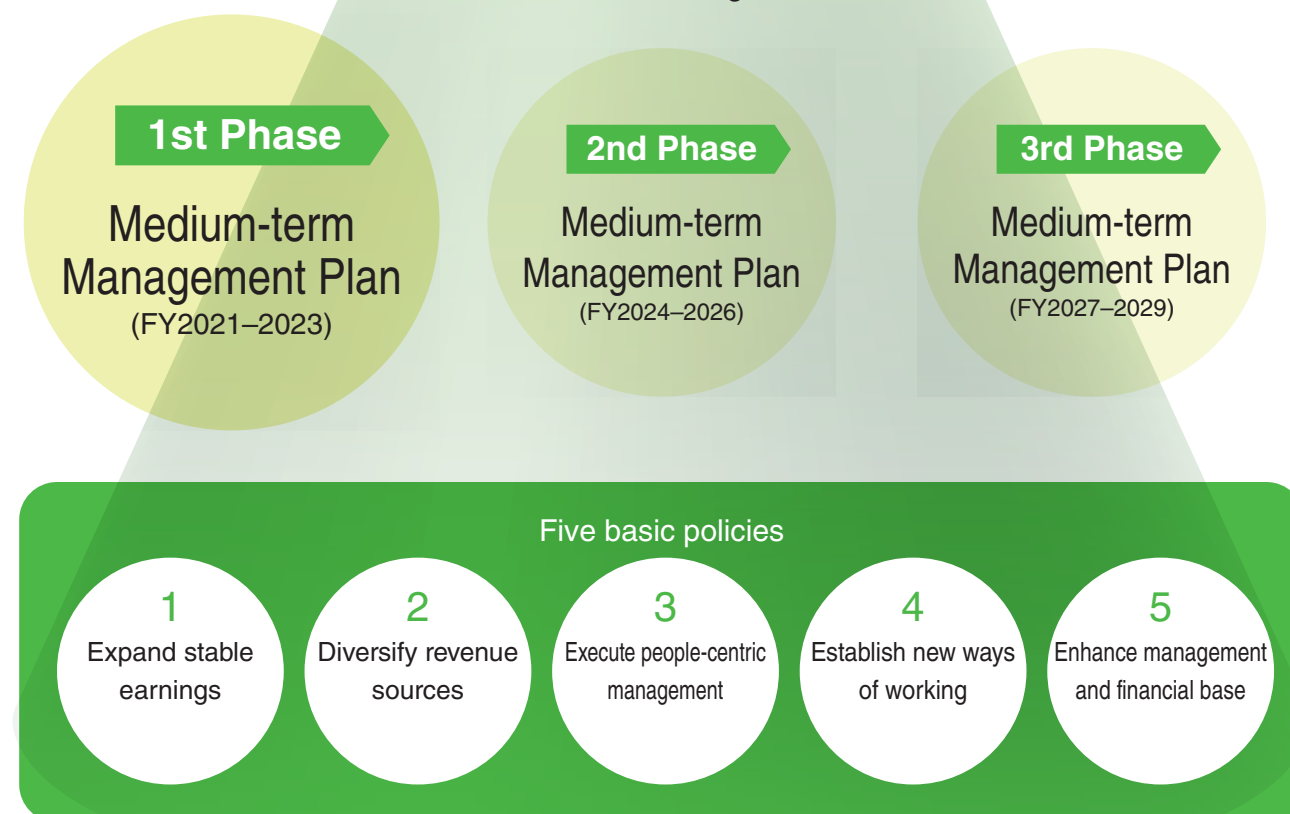 1st Phase
Medium-term
Management Plan
(FY2021–2023)
2nd Phase
Medium-term
Management Plan
(FY2024–2026)
3rd Phase
Medium-term
Management Plan
(FY2027–2029)
Five basic policies
1
Expand stable
earnings
2
Diversify revenue
sources
3
Execute people-centric
management
4
Establish new ways
of working
5
Enhance management
and financial base